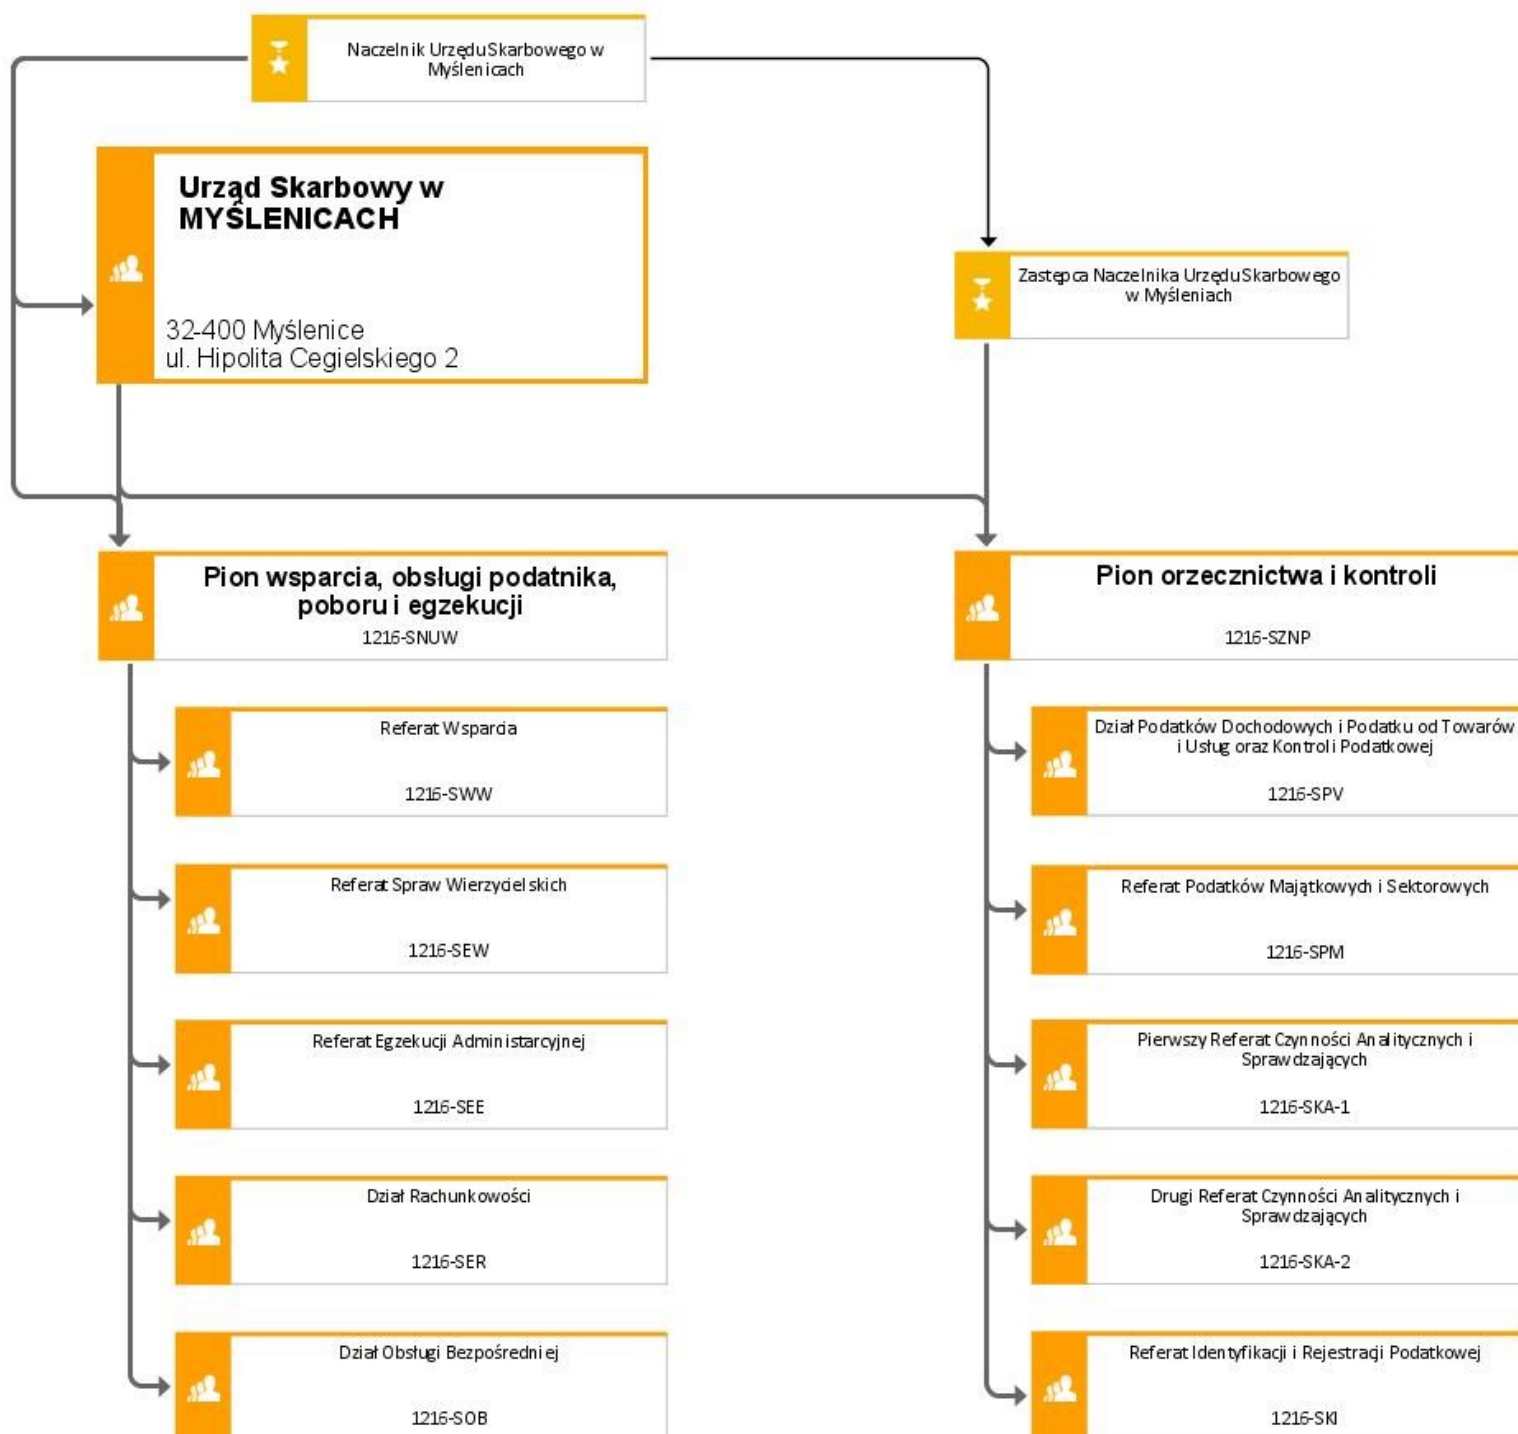 Naczelnik Urzędu Skarbowego w
Myślenicach
Urząd Skarbowy w
MYŚLENICACH
32-400 Myślenice
ul. Hipolita Cegielskiego 2
Zastępca Naczelnika Urzędu Skarbowego
w Myśleniach
Pion wsparcia, obsługi podatnika,
poboru i egzekucji
1216-SNUW
Referat Wsparcia
1216-SWW
Referat Spraw Wierzycielskich
1216-SEW
Referat Egzekucji Administarcyjnej
1216-SEE
Dział Rachunkowości
1216-SER
Dział Obsługi Bezpośredniej
1216-SOB
Pion orzecznictwa i kontroli
1216-SZNP
Dział Podatków Dochodowych i Podatku od Towarów
i Usług oraz Kontroli Podatkowej
1216-SPV
Referat Podatków Majątkowych i Sektorowych
1216-SPM
Pierwszy Referat Czynności Analitycznych i
Sprawdzających
1216-SKA-1
Drugi Referat Czynności Analitycznych i
Sprawdzających
1216-SKA-2
Referat Identyfikacji i Rejestracji Podatkowej
1216-SKI